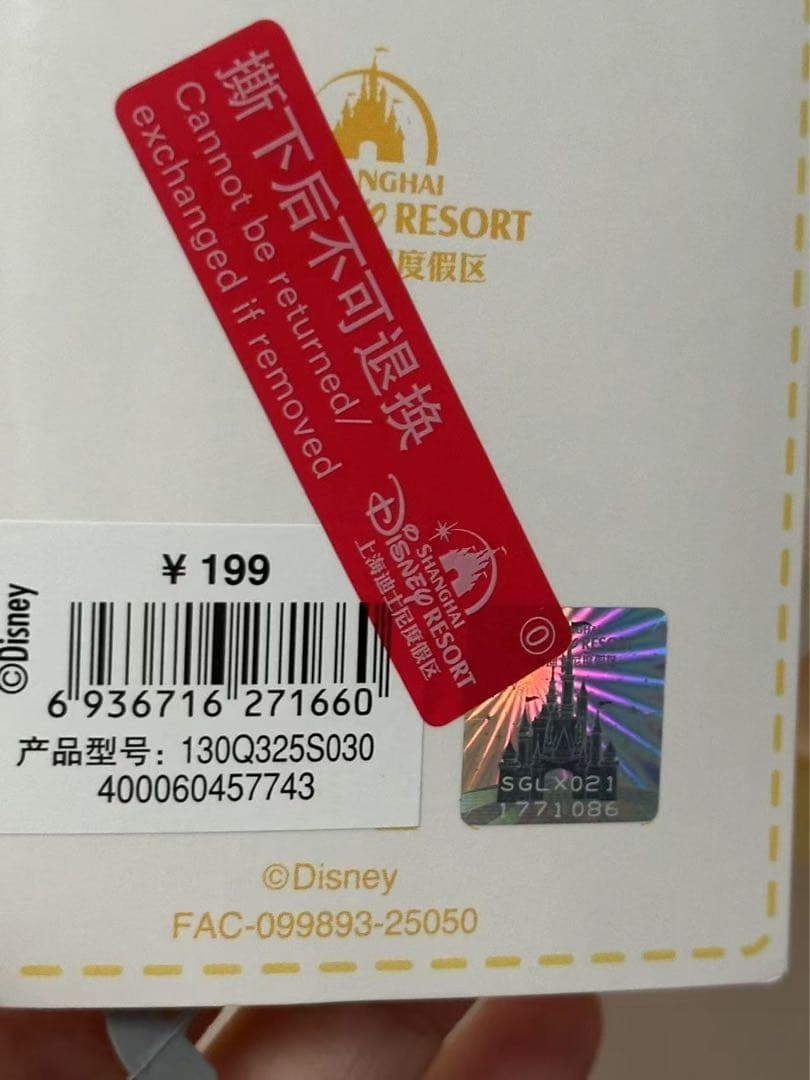 NGHAI
RESORT
度假区
撕下后不可退换
Cannot be returned/
exchanged if removed
SHANGHAI
Disney RESORT
上海迪士尼度假区
0
©Disney
¥ 199
6 936716 271660
产品型号: 130Q325S030
400060457743
SGLX021
1771086
©Disney
FAC-099893-25050